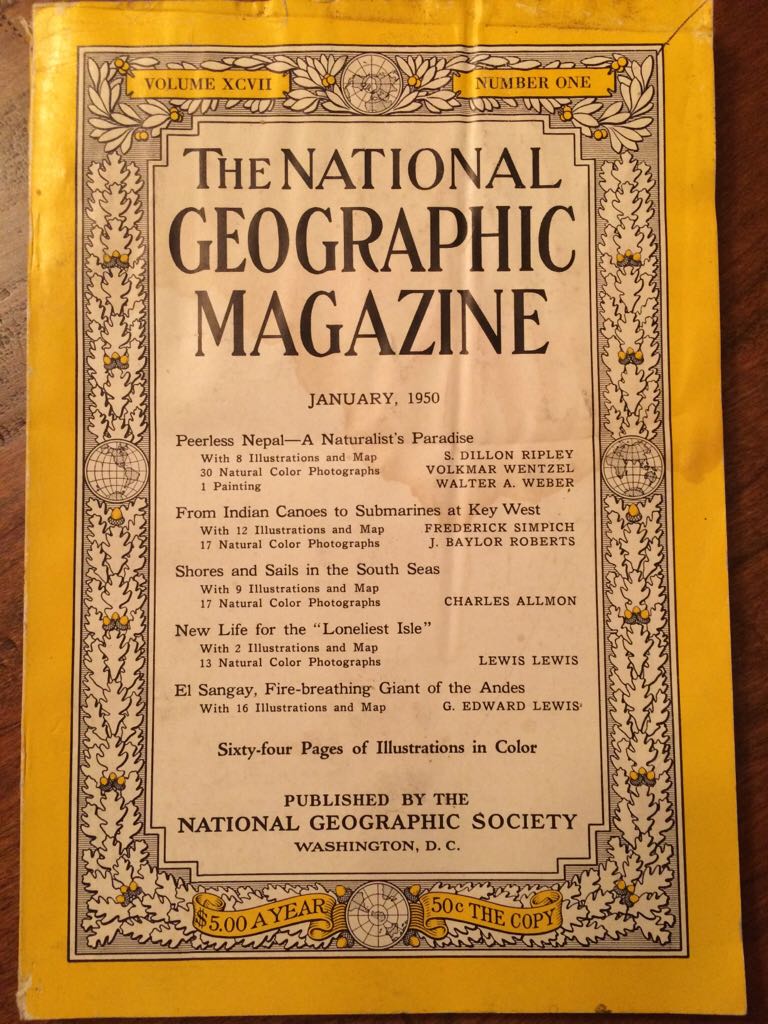 VOLUME XCVII
NUMBER ONE
THE NATIONAL
GEOGRAPHIC
MAGAZINE
JANUARY, 1950
Peerless Nepal—A Naturalist's Paradise
With 8 Illustrations and Map S. DILLON RIPLEY
30 Natural Color Photographs VOLKMAR WENTZEL
1 Painting WALTER A. WEBER
From Indian Canoes to Submarines at Key West
With 12 Illustrations and Map FREDERICK SIMPICH
17 Natural Color Photographs J. BAYLOR ROBERTS
Shores and Sails in the South Seas
With 9 Illustrations and Map
17 Natural Color Photographs CHARLES ALLMON
New Life for the "Loneliest Isle"
With 2 Illustrations and Map
13 Natural Color Photographs LEWIS LEWIS
El Sangay, Fire-breathing Giant of the Andes
With 16 Illustrations and Map G. EDWARD LEWIS
Sixty-four Pages of Illustrations in Color
PUBLISHED BY THE
NATIONAL GEOGRAPHIC SOCIETY
WASHINGTON, D. C.
$5.00 A YEAR
50c THE COPY